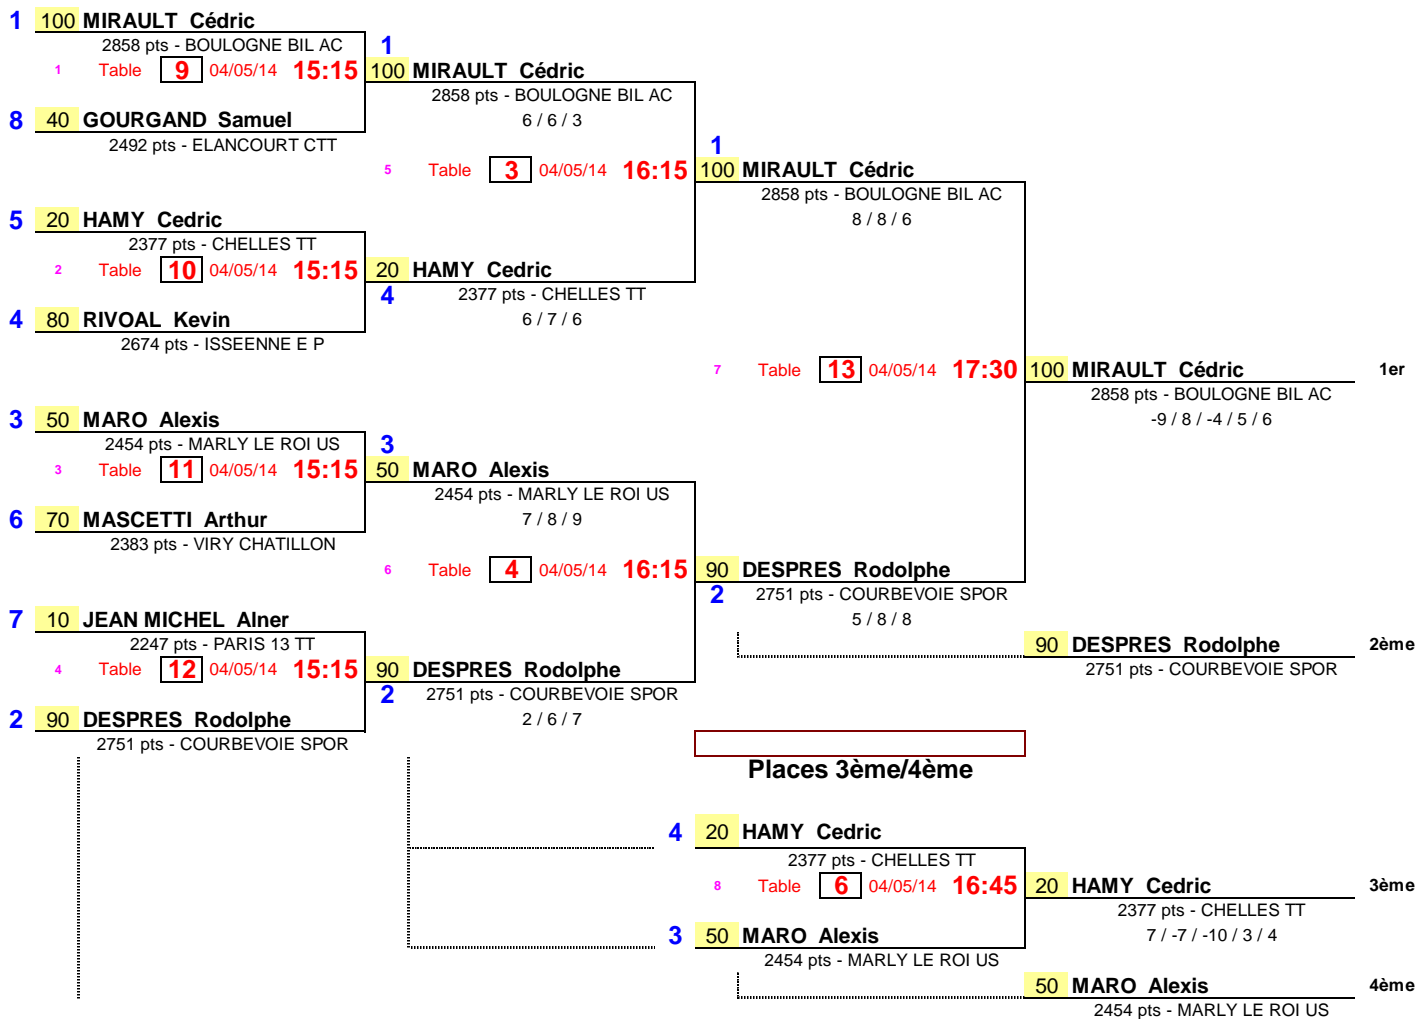 1 100 MIRAULT Cédric
2858 pts - BOULOGNE BIL AC
1 Table 9 04/05/14 15:15
8 40 GOURGAND Samuel
2492 pts - ELANCOURT CTT
5 20 HAMY Cedric
2377 pts - CHELLES TT
2 Table 10 04/05/14 15:15
4 80 RIVOAL Kevin
2674 pts - ISSEENNE E P
3 50 MARO Alexis
2454 pts - MARLY LE ROI US
3 Table 11 04/05/14 15:15
6 70 MASCETTI Arthur
2383 pts - VIRY CHATILLON
7 10 JEAN MICHEL Alner
2247 pts - PARIS 13 TT
4 Table 12 04/05/14 15:15
2 90 DESPRES Rodolphe
2751 pts - COURBEVOIE SPOR
1
100 MIRAULT Cédric
2858 pts - BOULOGNE BIL AC
6 / 6 / 3
5 Table 3 04/05/14 16:15
20 HAMY Cedric
4 2377 pts - CHELLES TT
6 / 7 / 6
3
50 MARO Alexis
2454 pts - MARLY LE ROI US
7 / 8 / 9
6 Table 4 04/05/14 16:15
90 DESPRES Rodolphe
2 2751 pts - COURBEVOIE SPOR
2 / 6 / 7
1
100 MIRAULT Cédric
2858 pts - BOULOGNE BIL AC
8 / 8 / 6
7 Table 13 04/05/14 17:30
90 DESPRES Rodolphe
2 2751 pts - COURBEVOIE SPOR
5 / 8 / 8
100 MIRAULT Cédric 1er
2858 pts - BOULOGNE BIL AC
-9 / 8 / -4 / 5 / 6
90 DESPRES Rodolphe 2ème
2751 pts - COURBEVOIE SPOR
Places 3ème/4ème
4 20 HAMY Cedric
2377 pts - CHELLES TT
8 Table 6 04/05/14 16:45
3 50 MARO Alexis
2454 pts - MARLY LE ROI US
20 HAMY Cedric 3ème
2377 pts - CHELLES TT
7 / -7 / -10 / 3 / 4
50 MARO Alexis 4ème
2454 pts - MARLY LE ROI US